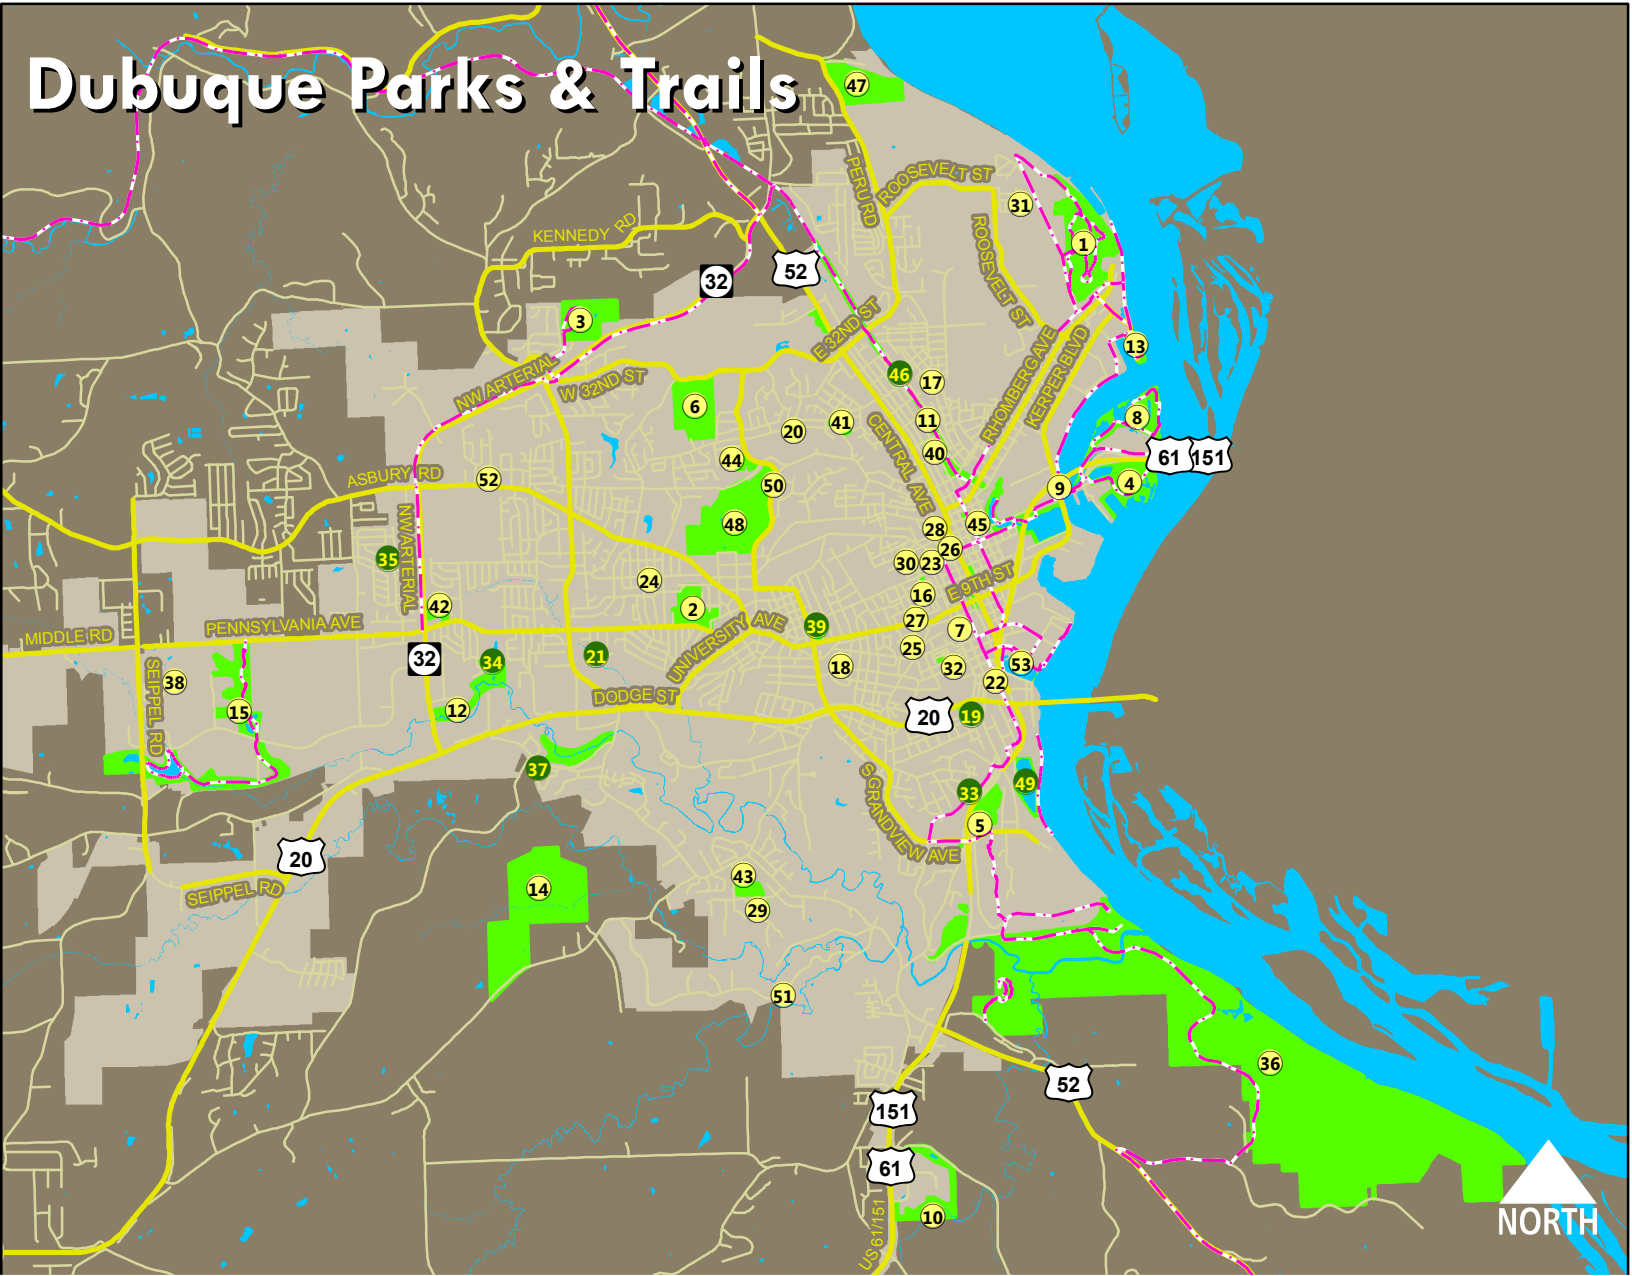 Dubuque Parks & Trails
47
PERU RD
ROOSEVELT ST
31
ROOSEVELT ST
1
KENNEDY RD
32
52
3
E 32ND ST
13
NW ARTERIAL
W 32ND ST
46
17
RHOMBERG AVE
KERPER BLVD
6
20
41
11
8
CENTRAL AVE
40
61
151
44
ASBURY RD
52
50
9
4
48
NW ARTERIAL
28
45
35
26
30
23
24
E 9TH ST
42
2
16
27
MIDDLE RD
PENNSYLVANIA AVE
UNIVERSITY AVE
39
7
25
32
34
21
18
32
53
38
SEIPPEL RD
22
DODGE ST
15
12
20
19
37
S GRANDVIEW AVE
33
49
5
20
SEIPPEL RD
14
43
29
51
36
52
151
61
10
US 61/151
NORTH